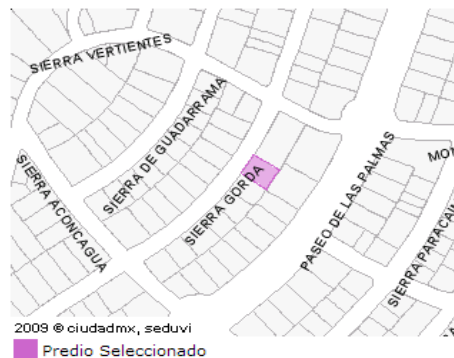 SIERRA VERTIENTES
SIERRA DE GUADARRAMA
SIERRA ACONCAGUA
SIERRA GORDA
PASEO DE LAS PALMAS
MON
SIERRA PARACAI
2009 © ciudadmx, seduvi
Predio Seleccionado